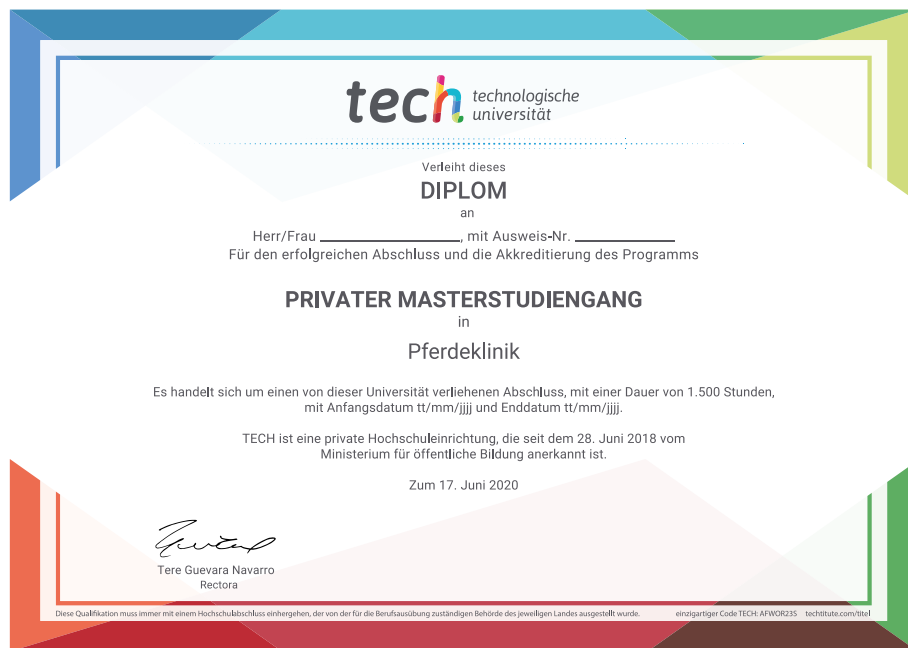 tech technologische
universität
Verleiht dieses
DIPLOM
an
Herr/Frau ____________________, mit Ausweis-Nr. __________________
Für den erfolgreichen Abschluss und die Akkreditierung des Programms
PRIVATER MASTERSTUDIENGANG
in
Pferdeklinik
Es handelt sich um einen von dieser Universität verliehenen Abschluss, mit einer Dauer von 1.500 Stunden,
mit Anfangsdatum tt/mm/jjjj und Enddatum tt/mm/jjjj.
TECH ist eine private Hochschuleinrichtung, die seit dem 28. Juni 2018 vom
Ministerium für öffentliche Bildung anerkannt ist.
Zum 17. Juni 2020
Tere Guevara Navarro
Rectora
Diese Qualifikation muss immer mit einem Hochschulabschluss einhergehen, der von der für die Berufsausübung zuständigen Behörde des jeweiligen Landes ausgestellt wurde. einzigartiger Code TECH: AFWOR23S techtitute.com/titel